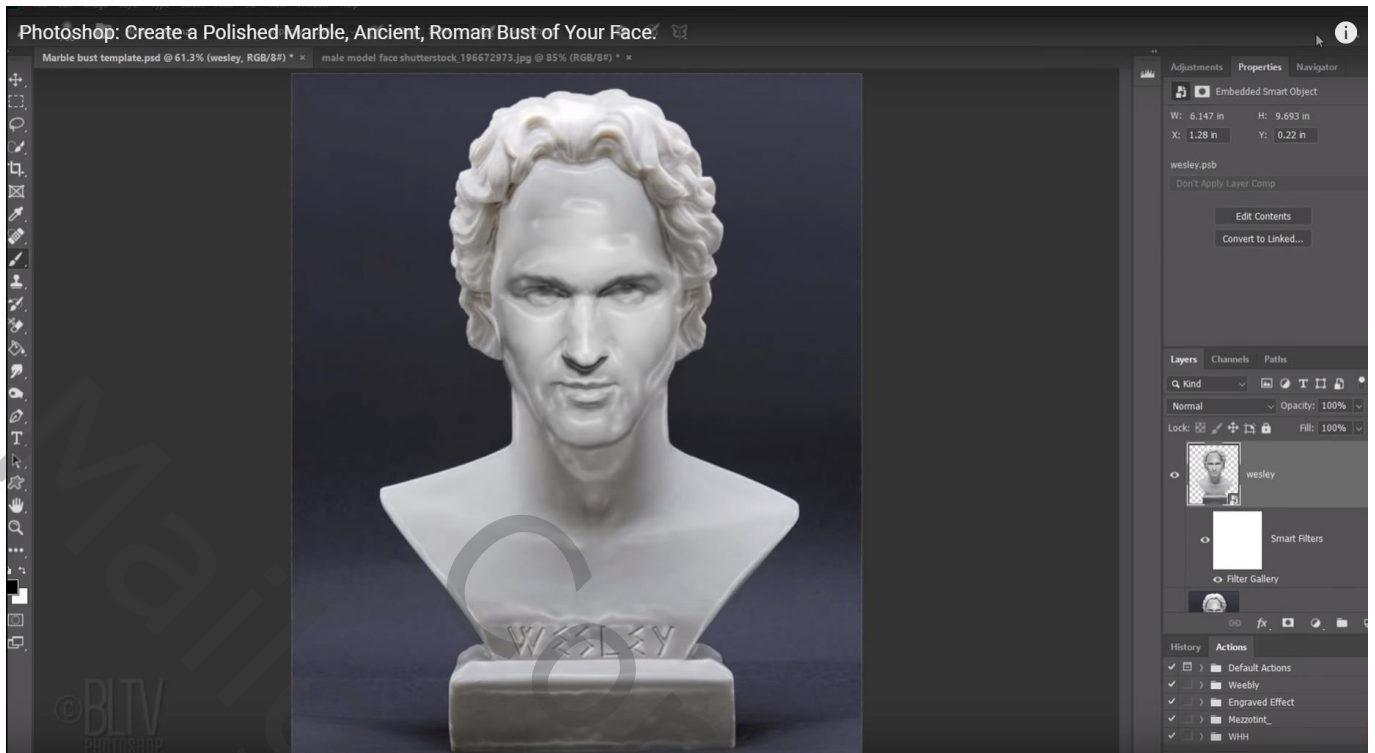 Photoshop: Create a Polished Marble, Ancient, Roman Bust of Your Face.
Marble bust template.psd @ 61.3% (wesley, RGB/8#) * ×
male model face shutterstock_196672973.jpg @ 85% (RGB/8#) * ×
Adjustments Properties Navigator
Embedded Smart Object
W: 6.147 in H: 9.693 in
X: 1.28 in Y: 0.22 in
wesley.psb
Don't Apply Layer Comp
Edit Contents
Convert to Linked...
Layers Channels Paths
Kind
Normal Opacity: 100%
Lock: Fill: 100%
wesley
Smart Filters
Filter Gallery
fx
History Actions
Default Actions
Weebly
Engraved Effect
Mezzotint_
WHH
WESLEY
©BLTV
PHOTOSHOP